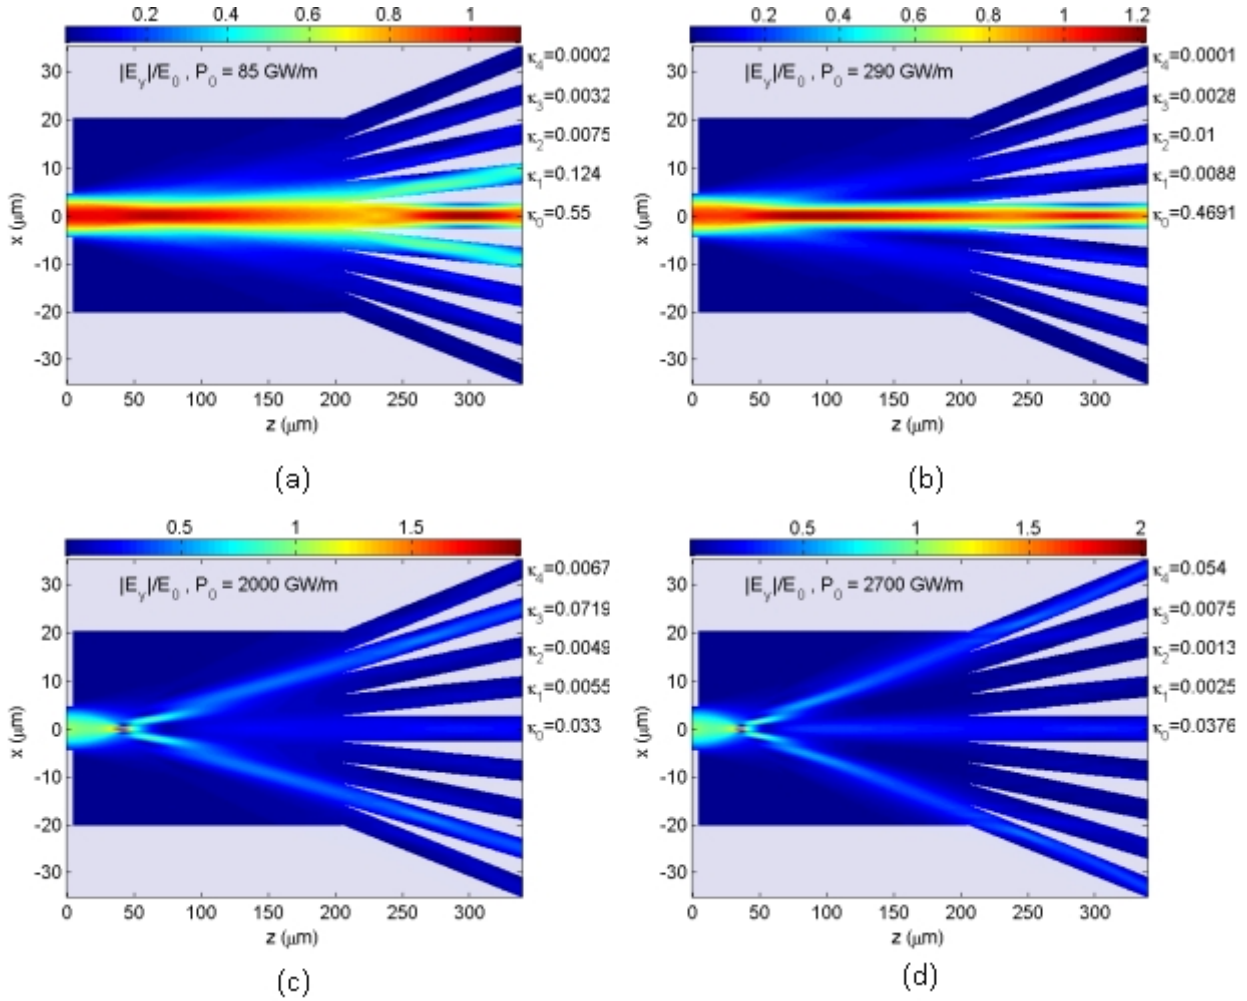 0.2 0.4 0.6 0.8 1
|E_y|/E_0 , P_0 = 85 GW/m
κ_4=0.0002
κ_3=0.0032
κ_2=0.0075
κ_1=0.124
κ_0=0.55
30
20
10
0
-10
-20
-30
x (μm)
0 50 100 150 200 250 300
z (μm)
(a)
0.2 0.4 0.6 0.8 1 1.2
|E_y|/E_0 , P_0 = 290 GW/m
κ_4=0.0001
κ_3=0.0028
κ_2=0.01
κ_1=0.0088
κ_0=0.4691
30
20
10
0
-10
-20
-30
x (μm)
0 50 100 150 200 250 300
z (μm)
(b)
0.5 1 1.5
|E_y|/E_0 , P_0 = 2000 GW/m
κ_4=0.0067
κ_3=0.0719
κ_2=0.0049
κ_1=0.0055
κ_0=0.033
30
20
10
0
-10
-20
-30
x (μm)
0 50 100 150 200 250 300
z (μm)
(c)
0.5 1 1.5 2
|E_y|/E_0 , P_0 = 2700 GW/m
κ_4=0.054
κ_3=0.0075
κ_2=0.0013
κ_1=0.0025
κ_0=0.0376
30
20
10
0
-10
-20
-30
x (μm)
0 50 100 150 200 250 300
z (μm)
(d)